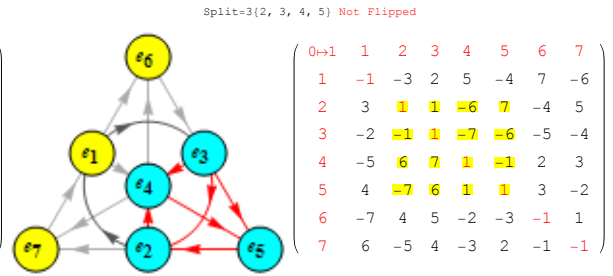 Split=3{2, 3, 4, 5} Not Flipped
e6
e1
e3
e4
e7
e2
e5
0↦1 1 2 3 4 5 6 7
1 -1 -3 2 5 -4 7 -6
2 3 1 1 -6 7 -4 5
3 -2 -1 1 -7 -6 -5 -4
4 -5 6 7 1 -1 2 3
5 4 -7 6 1 1 3 -2
6 -7 4 5 -2 -3 -1 1
7 6 -5 4 -3 2 -1 -1